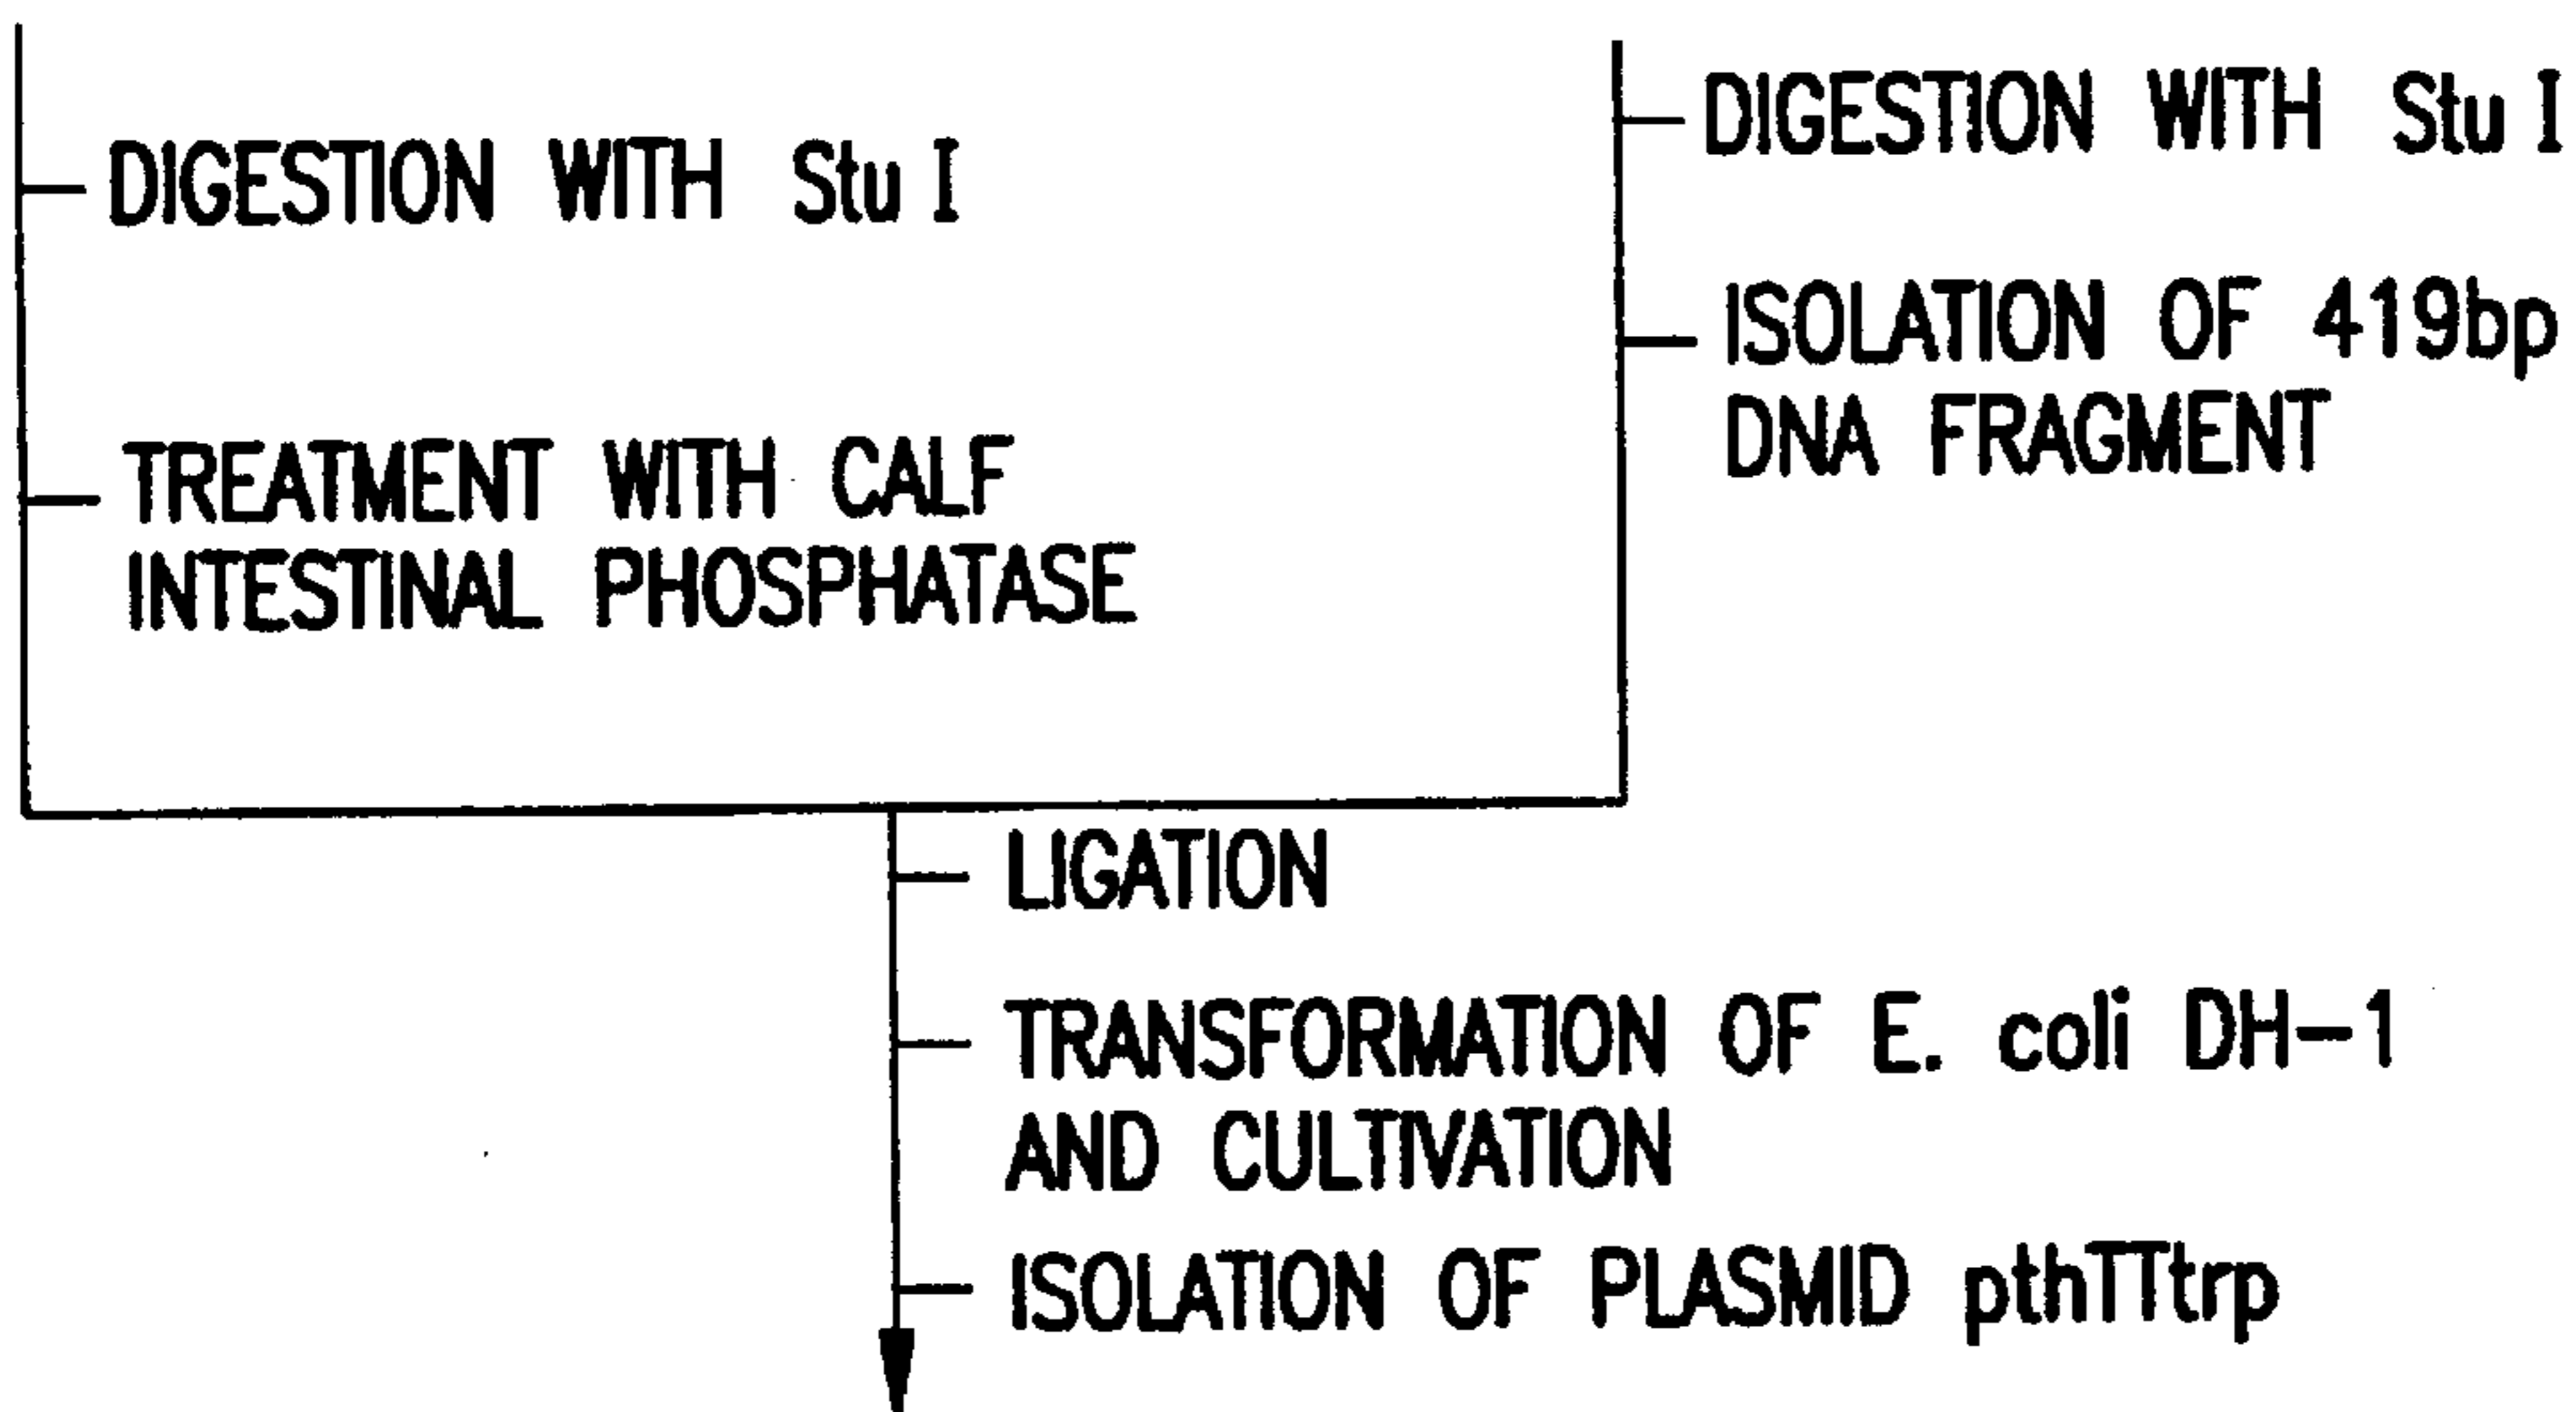 DIGESTION WITH Stu I
TREATMENT WITH CALF
INTESTINAL PHOSPHATASE
DIGESTION WITH Stu I
ISOLATION OF 419bp
DNA FRAGMENT
LIGATION
TRANSFORMATION OF E. coli DH-1
AND CULTIVATION
ISOLATION OF PLASMID pthTTtrp